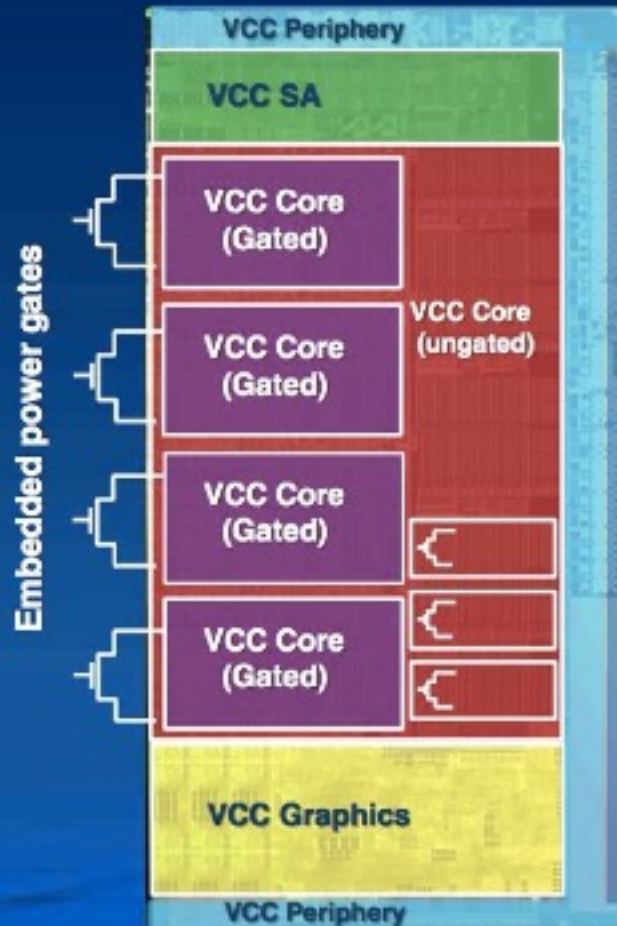 VCC Periphery
VCC SA
VCC Core
(Gated)
VCC Core
(ungated)
VCC Core
(Gated)
VCC Core
(Gated)
VCC Core
(Gated)
Embedded power gates
VCC Graphics
VCC Periphery